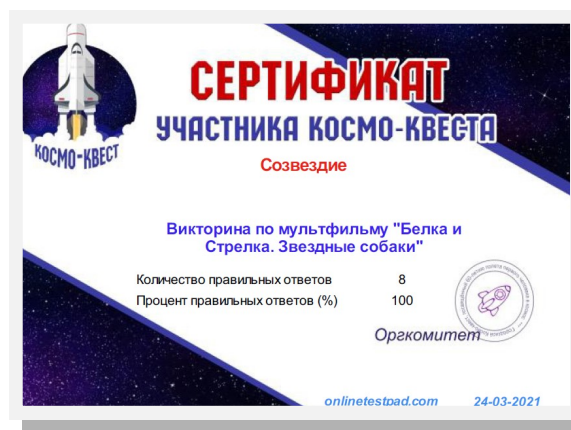 СЕРТИФИКАТ
УЧАСТНИКА КОСМО-КВЕСТА
КОСМО-КВЕСТ
Созвездие
Викторина по мультфильму "Белка и
Стрелка. Звездные собаки"
Количество правильных ответов 8
Процент правильных ответов (%) 100
Оргкомитет
onlinetestpad.com 24-03-2021